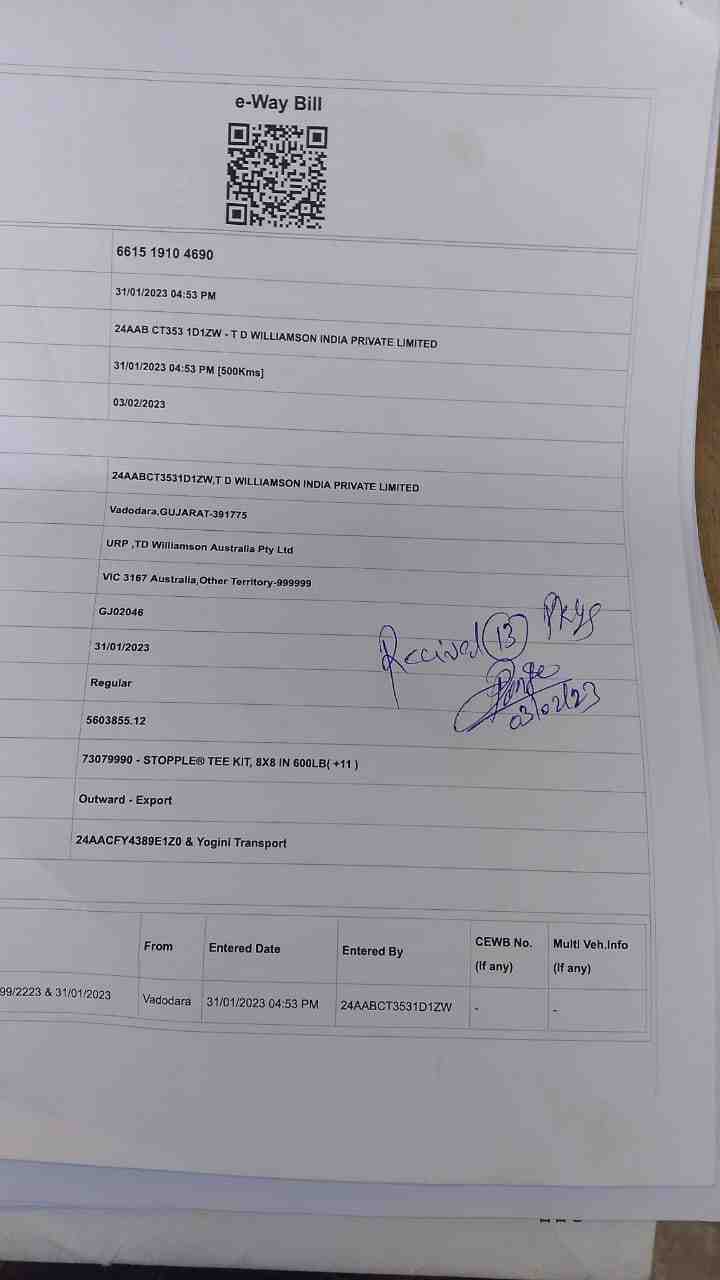 e-Way Bill
6615 1910 4690
31/01/2023 04:53 PM
24AAB CT353 1D1ZW - T D WILLIAMSON INDIA PRIVATE LIMITED
31/01/2023 04:53 PM [500Kms]
03/02/2023
24AABCT3531D1ZW,T D WILLIAMSON INDIA PRIVATE LIMITED
Vadodara,GUJARAT-391775
URP ,TD Williamson Australia Pty Ltd
VIC 3167 Australia,Other Territory-999999
GJ02046
31/01/2023
Recived 13 Pkgs
Regular
03/02/23
5603855.12
73079990 - STOPPLE® TEE KIT, 8X8 IN 600LB( +11 )
Outward - Export
24AACFY4389E1Z0 & Yogini Transport
From Entered Date Entered By CEWB No. (If any) Multi Veh.Info (If any)
99/2223 & 31/01/2023 Vadodara 31/01/2023 04:53 PM 24AABCT3531D1ZW - -